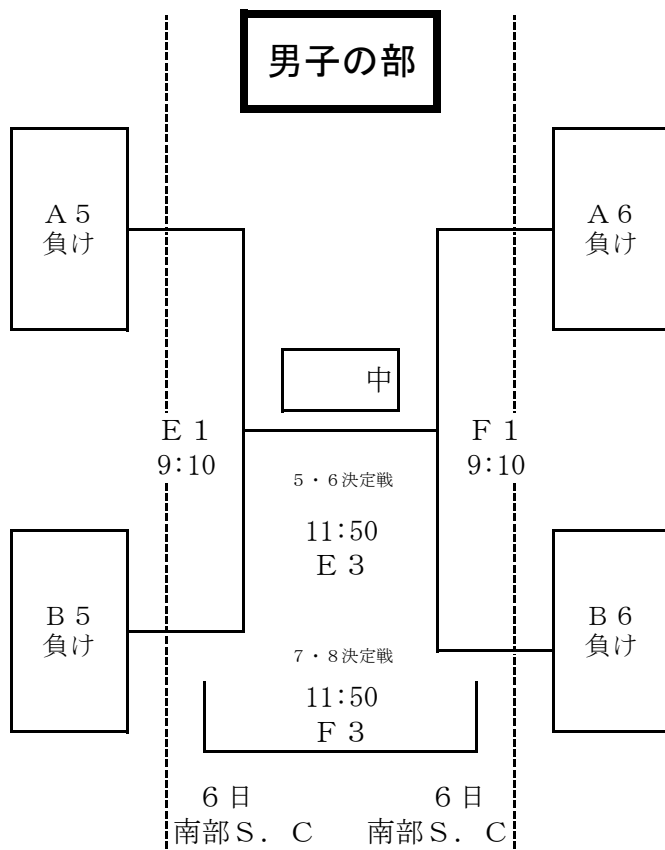 男子の部
Ａ５
負け
Ａ６
負け
中
Ｅ１
9:10
Ｆ１
9:10
５・６決定戦
11:50
Ｅ３
Ｂ５
負け
Ｂ６
負け
７・８決定戦
11:50
Ｆ３
６日
南部Ｓ．Ｃ
６日
南部Ｓ．Ｃ